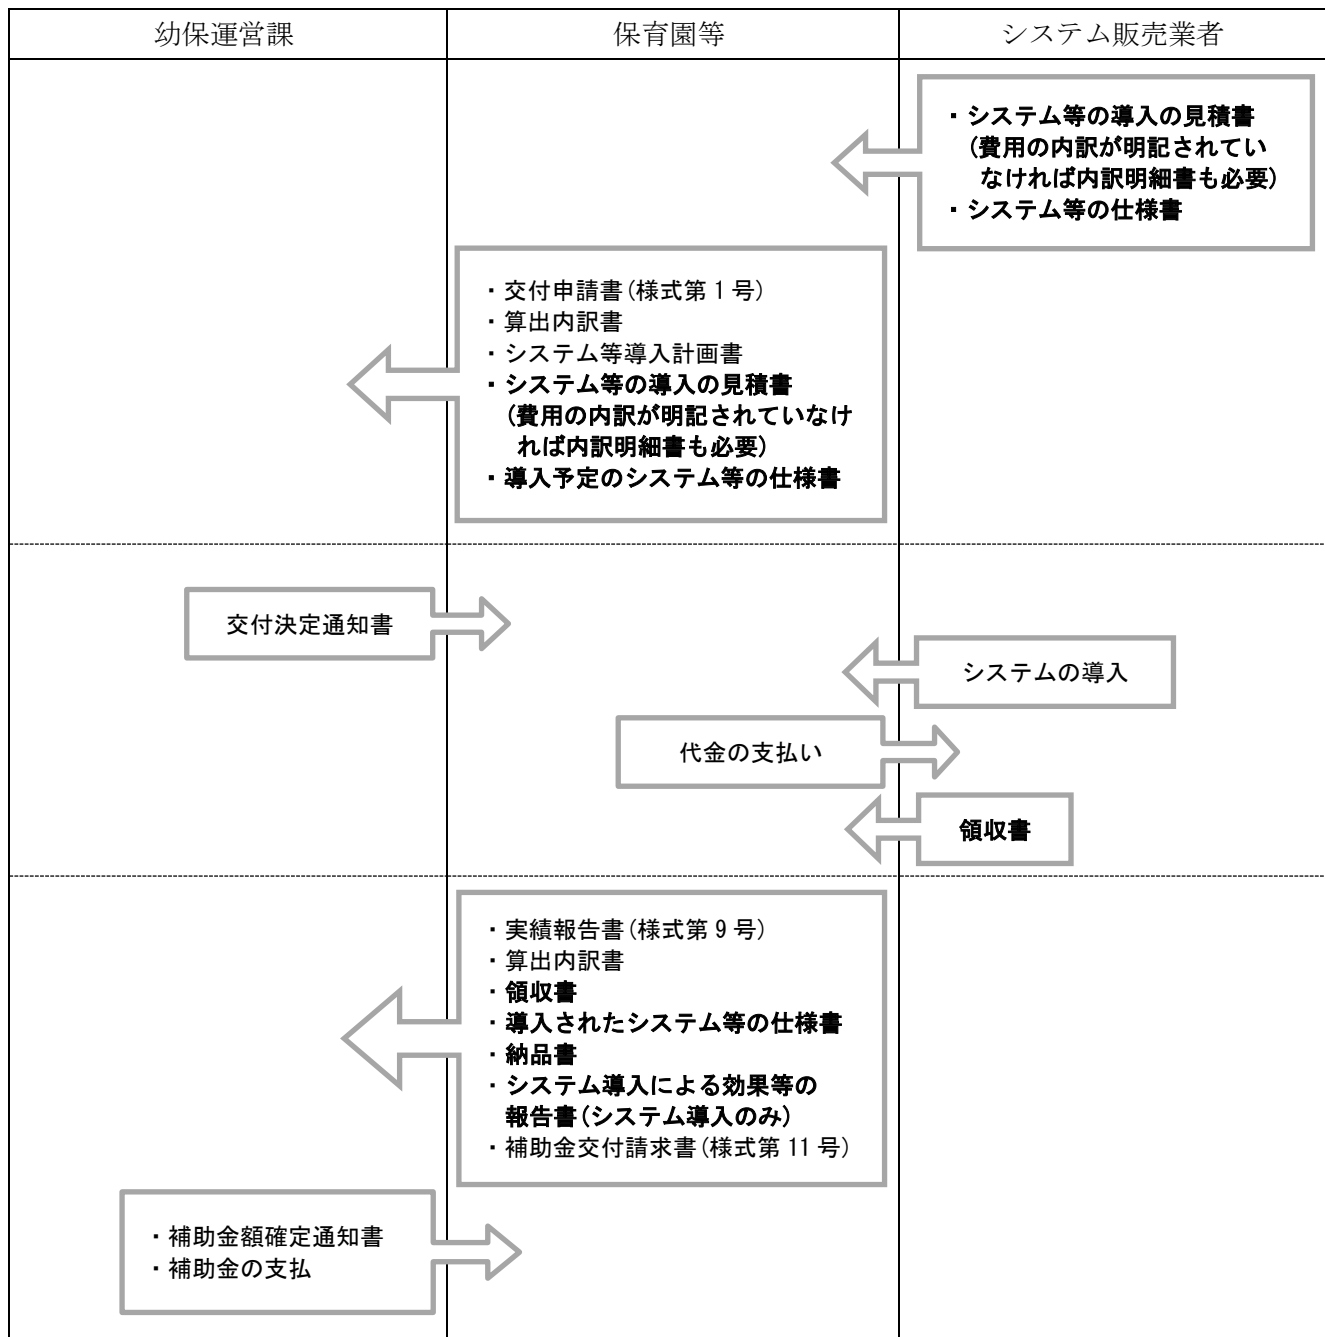 幼保運営課
保育園等
システム販売業者
・システム等の導入の見積書
(費用の内訳が明記されてい
なければ内訳明細書も必要)
・システム等の仕様書
・交付申請書(様式第1号)
・算出内訳書
・システム等導入計画書
・システム等の導入の見積書
(費用の内訳が明記されていなけ
れば内訳明細書も必要)
・導入予定のシステム等の仕様書
交付決定通知書
システムの導入
代金の支払い
領収書
・実績報告書(様式第9号)
・算出内訳書
・領収書
・導入されたシステム等の仕様書
・納品書
・システム導入による効果等の
報告書(システム導入のみ)
・補助金交付請求書(様式第11号)
・補助金額確定通知書
・補助金の支払